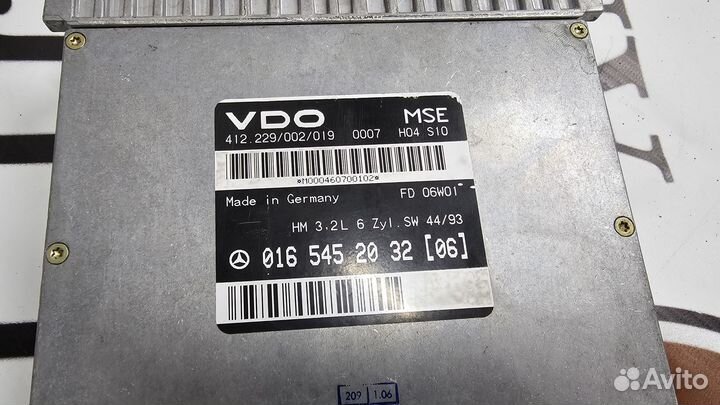 VDO MSE
412.229/002/019 0007 H04 S10
*M000460700102*
Made in Germany FD 06W01
HM 3.2L 6 Zyl. SW 44/93
016 545 20 32 [06]
209 1.06
Avito